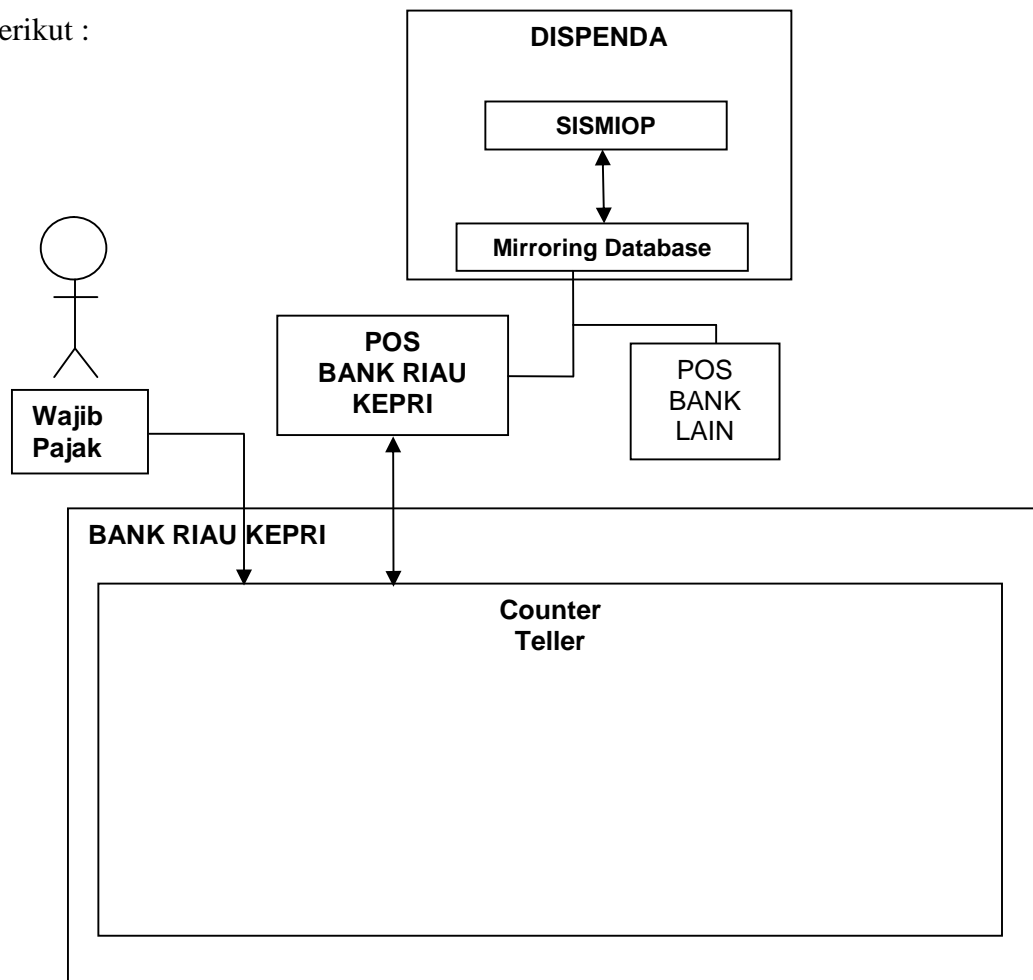 erikut :
DISPENDA
SISMIOP
Mirroring Database
POS
BANK RIAU
KEPRI
POS
BANK
LAIN
Wajib
Pajak
BANK RIAU KEPRI
Counter
Teller